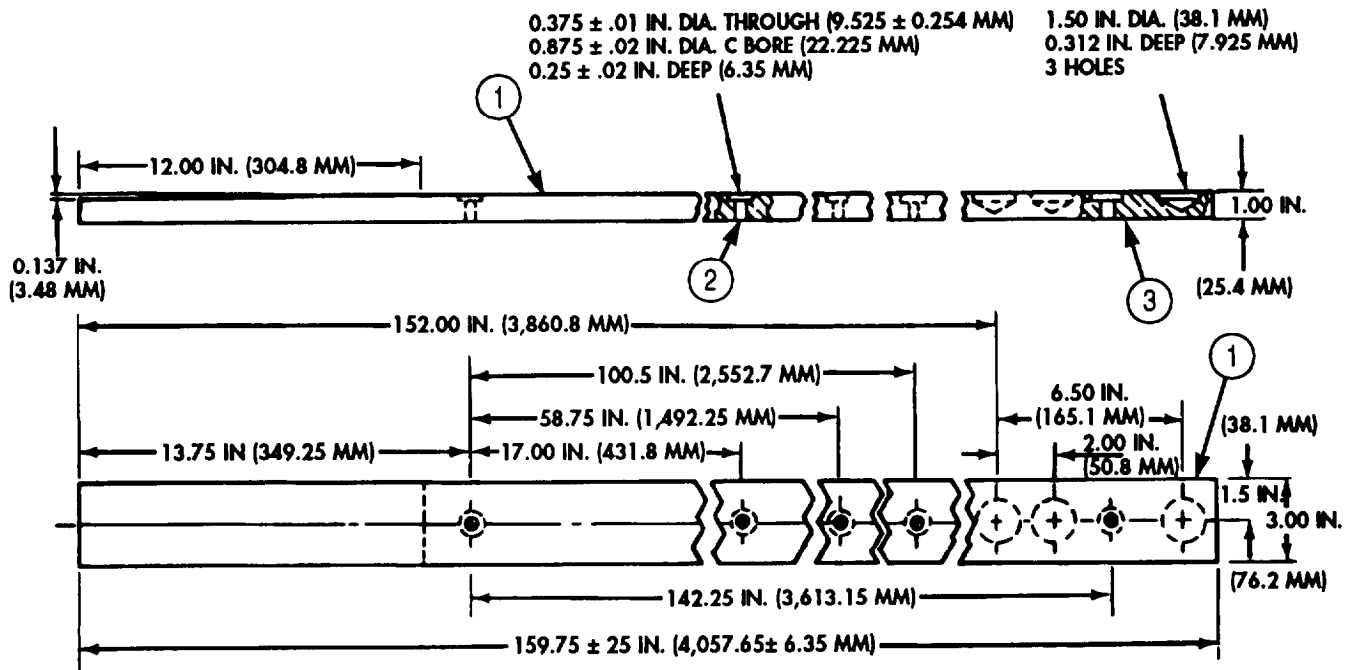 0.375 ± .01 IN. DIA. THROUGH (9.525 ± 0.254 MM)
0.875 ± .02 IN. DIA. C BORE (22.225 MM)
0.25 ± .02 IN. DEEP (6.35 MM)
1.50 IN. DIA. (38.1 MM)
0.312 IN. DEEP (7.925 MM)
3 HOLES
1
12.00 IN. (304.8 MM)
1.00 IN.
0.137 IN.
(3.48 MM)
2
3
(25.4 MM)
152.00 IN. (3,860.8 MM)
1
100.5 IN. (2,552.7 MM)
6.50 IN.
(165.1 MM)
(38.1 MM)
58.75 IN. (1,492.25 MM)
13.75 IN (349.25 MM)
17.00 IN. (431.8 MM)
2.00 IN.
(50.8 MM)
1.5 IN.
3.00 IN.
(76.2 MM)
142.25 IN. (3,613.15 MM)
159.75 ± 25 IN. (4,057.65± 6.35 MM)